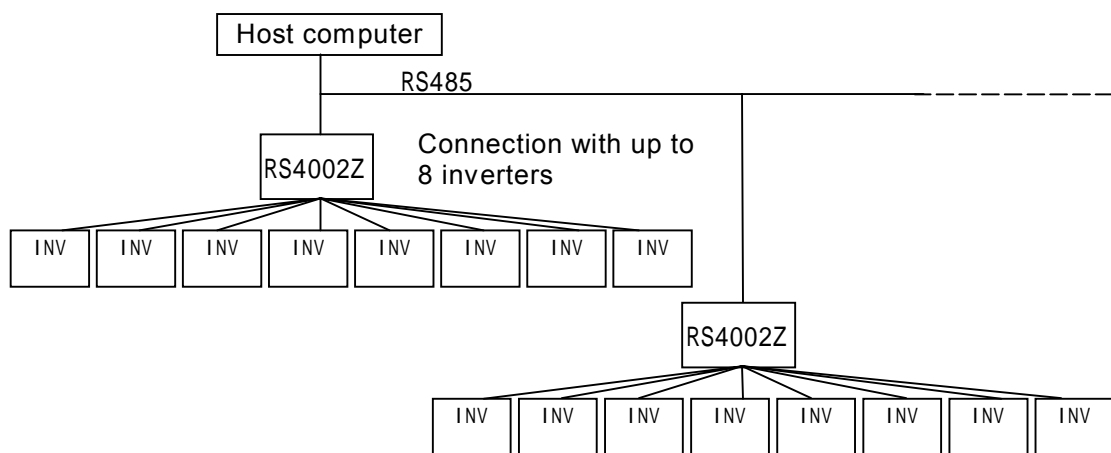 Host computer
RS485
Connection with up to
8 inverters
RS4002Z
INV INV INV INV INV INV INV INV
RS4002Z
INV INV INV INV INV INV INV INV